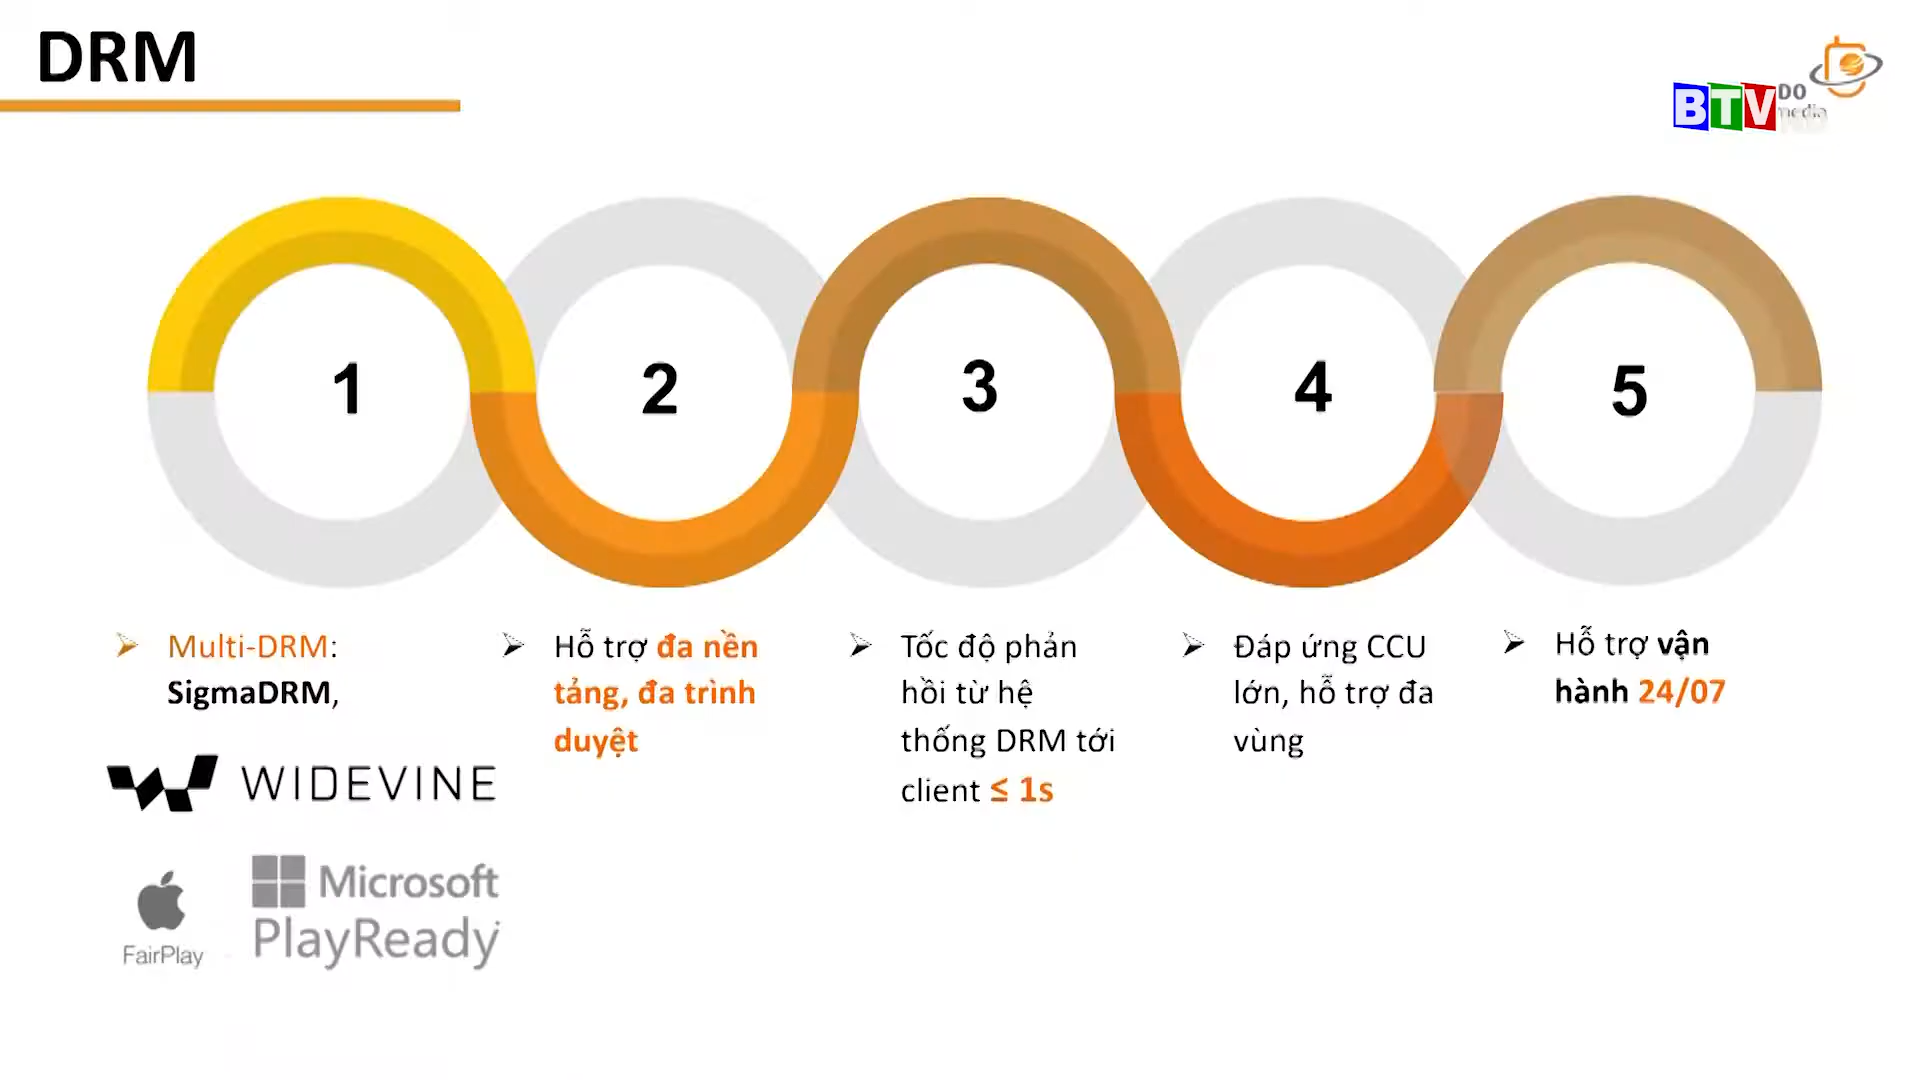 DRM
BTV
DO
media
1
2
3
4
5
➢ Multi-DRM:
SigmaDRM,
WIDEVINE
FairPlay
Microsoft
PlayReady
➢ Hỗ trợ đa nền
tảng, đa trình
duyệt
➢ Tốc độ phản
hồi từ hệ
thống DRM tới
client ≤ 1s
➢ Đáp ứng CCU
lớn, hỗ trợ đa
vùng
➢ Hỗ trợ vận
hành 24/07